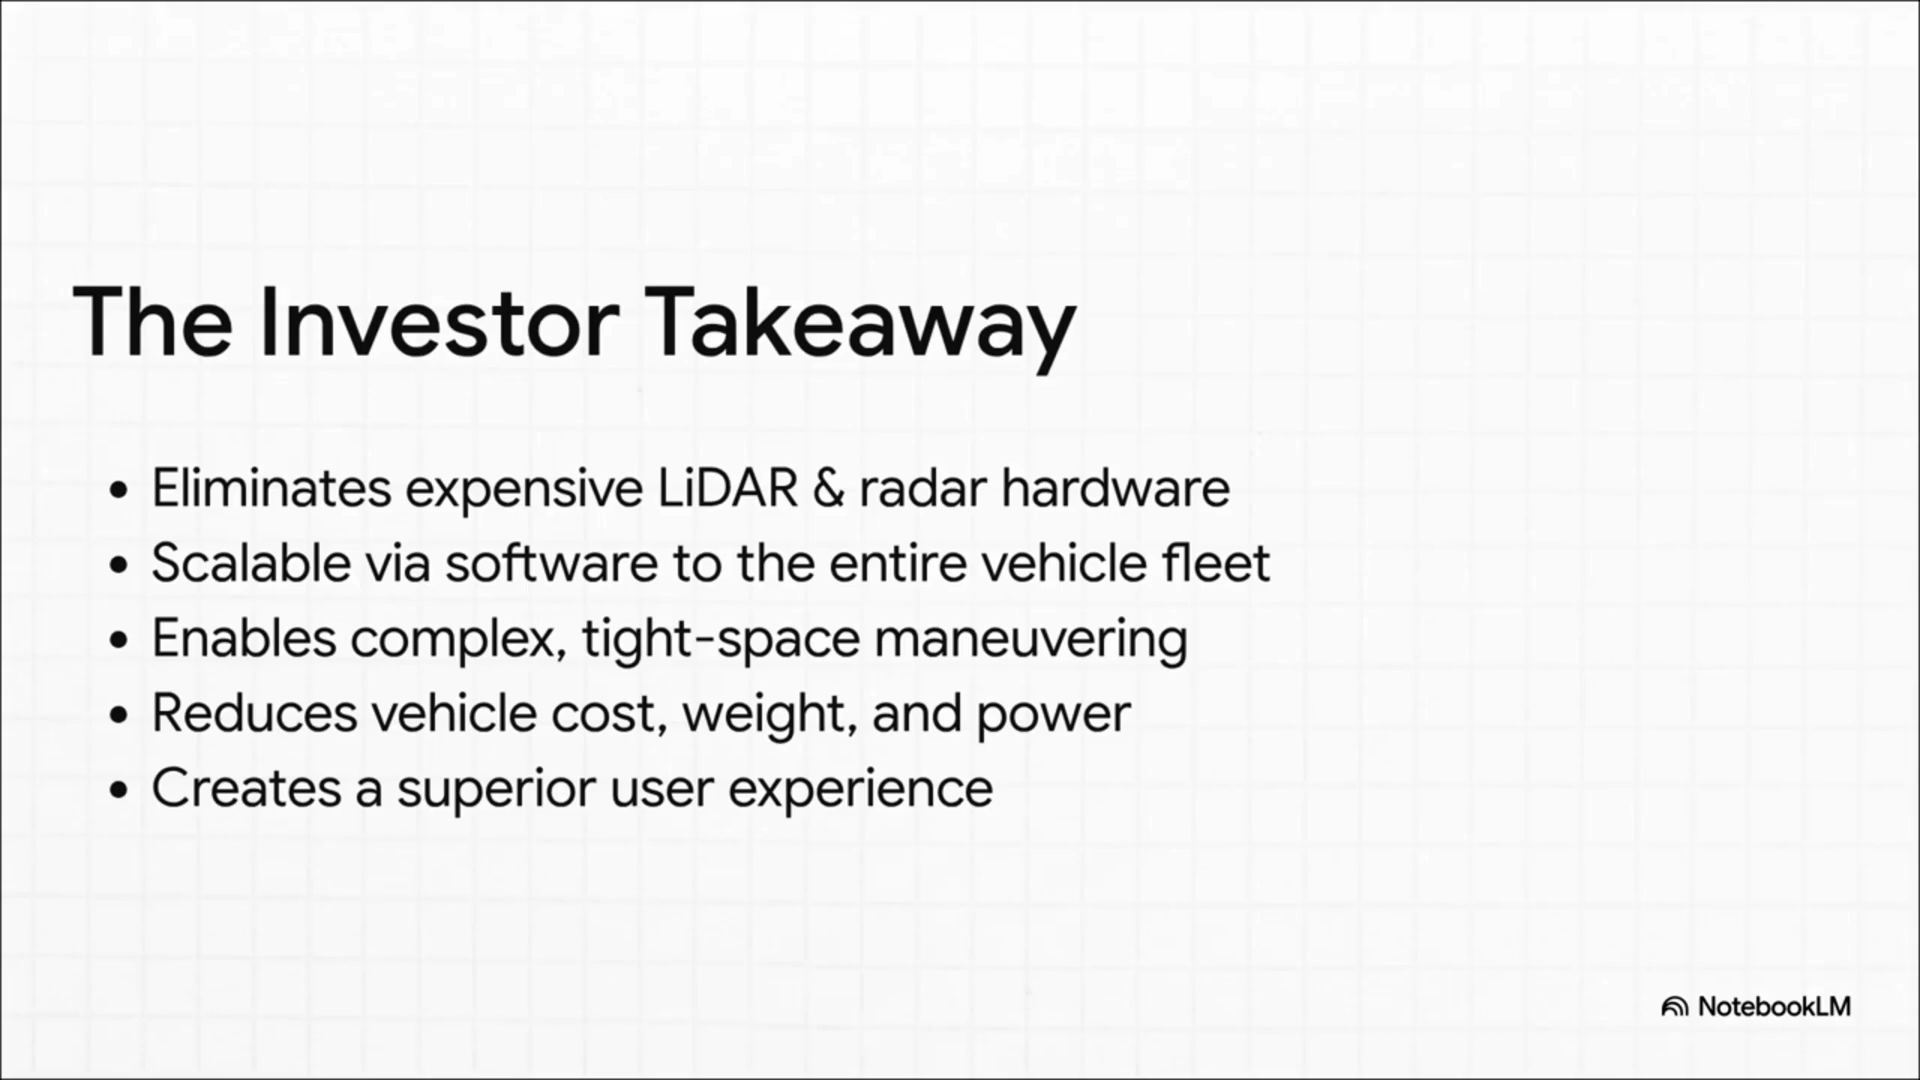 The Investor Takeaway
• Eliminates expensive LiDAR & radar hardware
• Scalable via software to the entire vehicle fleet
• Enables complex, tight-space maneuvering
• Reduces vehicle cost, weight, and power
• Creates a superior user experience
NotebookLM